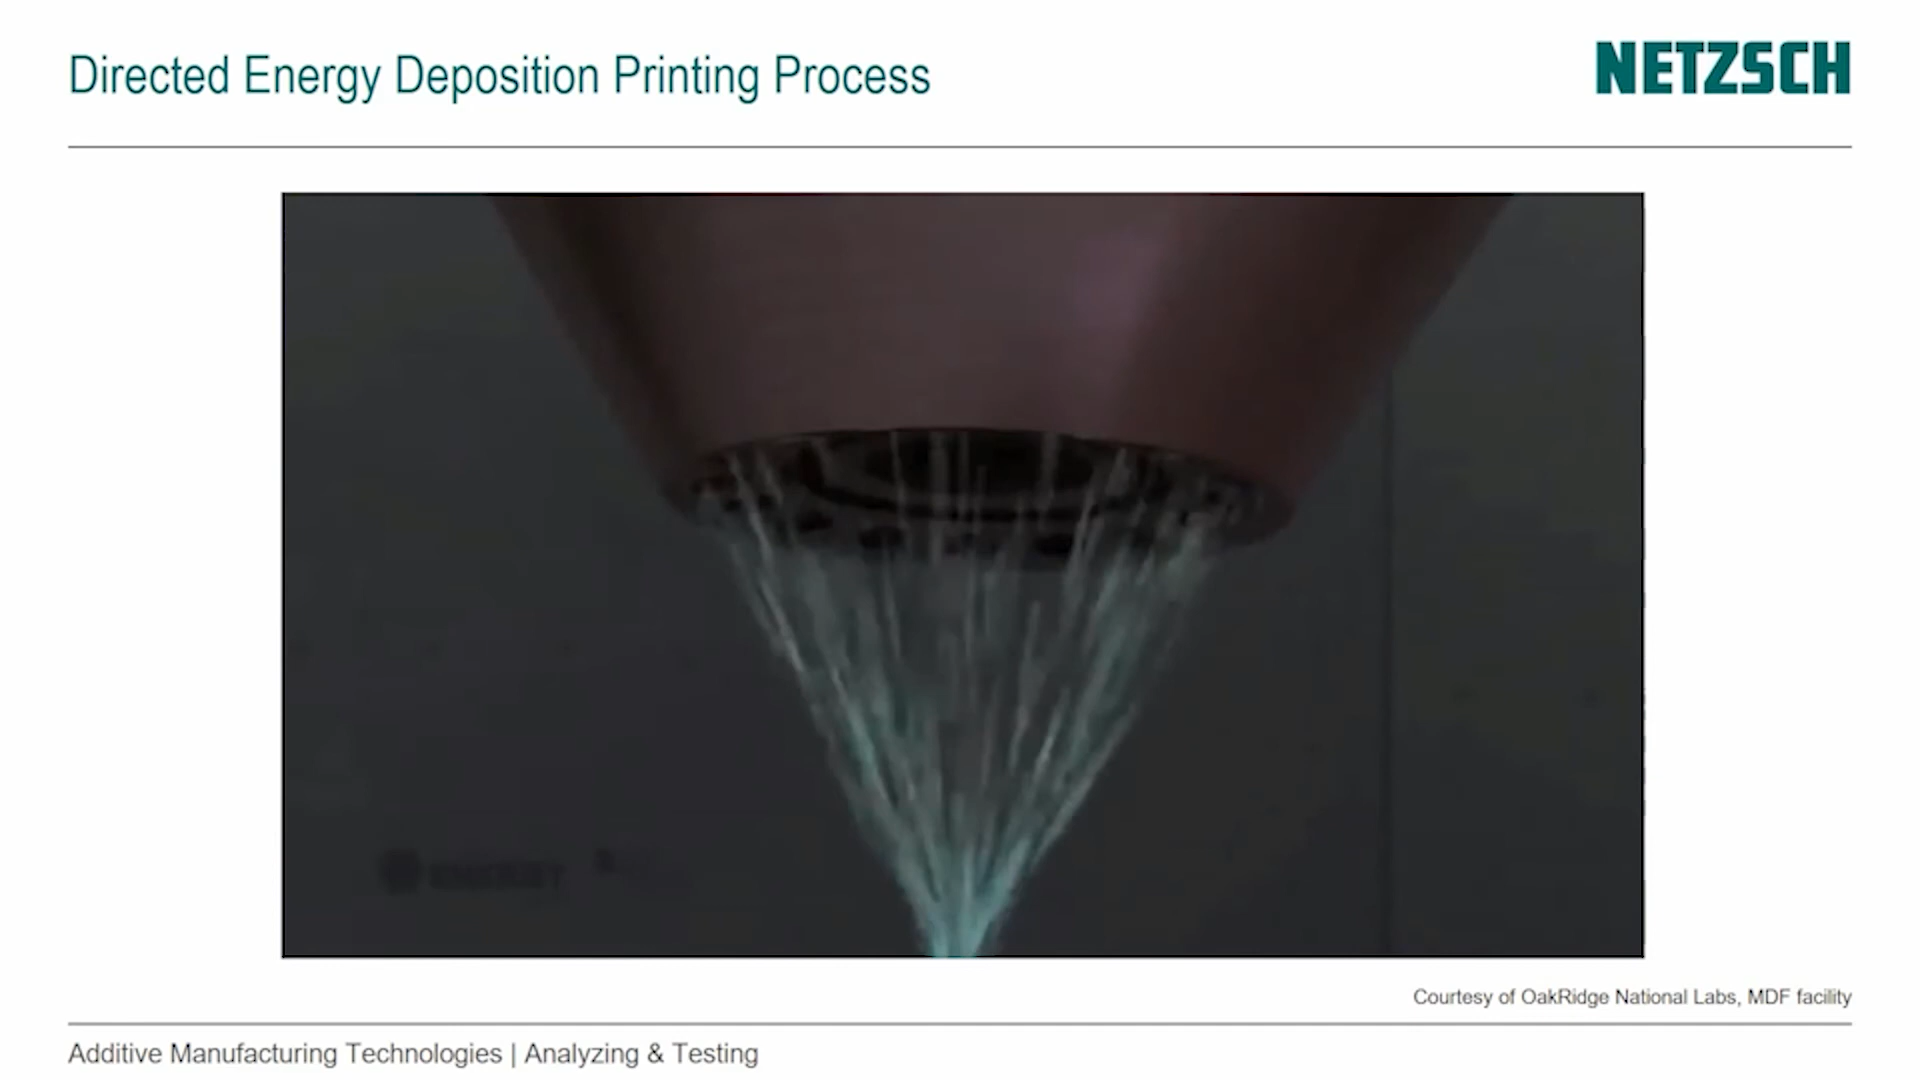 Directed Energy Deposition Printing Process
NETZSCH
Courtesy of OakRidge National Labs, MDF facility
Additive Manufacturing Technologies | Analyzing & Testing